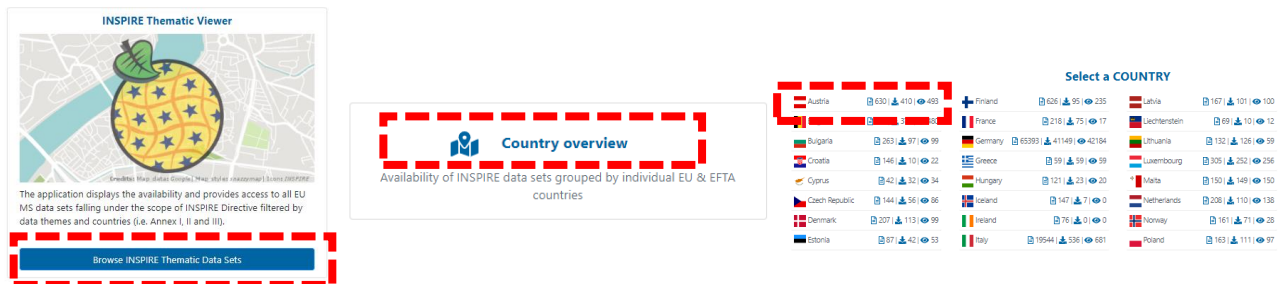 INSPIRE Thematic Viewer
The application displays the availability and provides access to all EU
MS data sets falling under the scope of INSPIRE Directive filtered by
data themes and countries (i.e. Annex I, II and III).
Browse INSPIRE Thematic Data Sets
Country overview
Availability of INSPIRE data sets grouped by individual EU & EFTA
countries
Select a COUNTRY
Austria 630 | 410 | 493
Finland 626 | 95 | 235
Latvia 167 | 101 | 100
France 218 | 75 | 17
Liechtenstein 69 | 10 | 12
Bulgaria 263 | 97 | 99
Germany 65393 | 41149 | 42184
Lithuania 132 | 126 | 59
Croatia 146 | 10 | 22
Greece 59 | 59 | 59
Luxembourg 305 | 252 | 256
Cyprus 42 | 32 | 34
Hungary 121 | 23 | 20
Malta 150 | 149 | 150
Czech Republic 144 | 56 | 86
Iceland 147 | 7 | 0
Netherlands 208 | 110 | 138
Denmark 207 | 113 | 99
Ireland 76 | 0 | 0
Norway 161 | 71 | 28
Estonia 87 | 42 | 53
Italy 19544 | 536 | 681
Poland 163 | 111 | 97